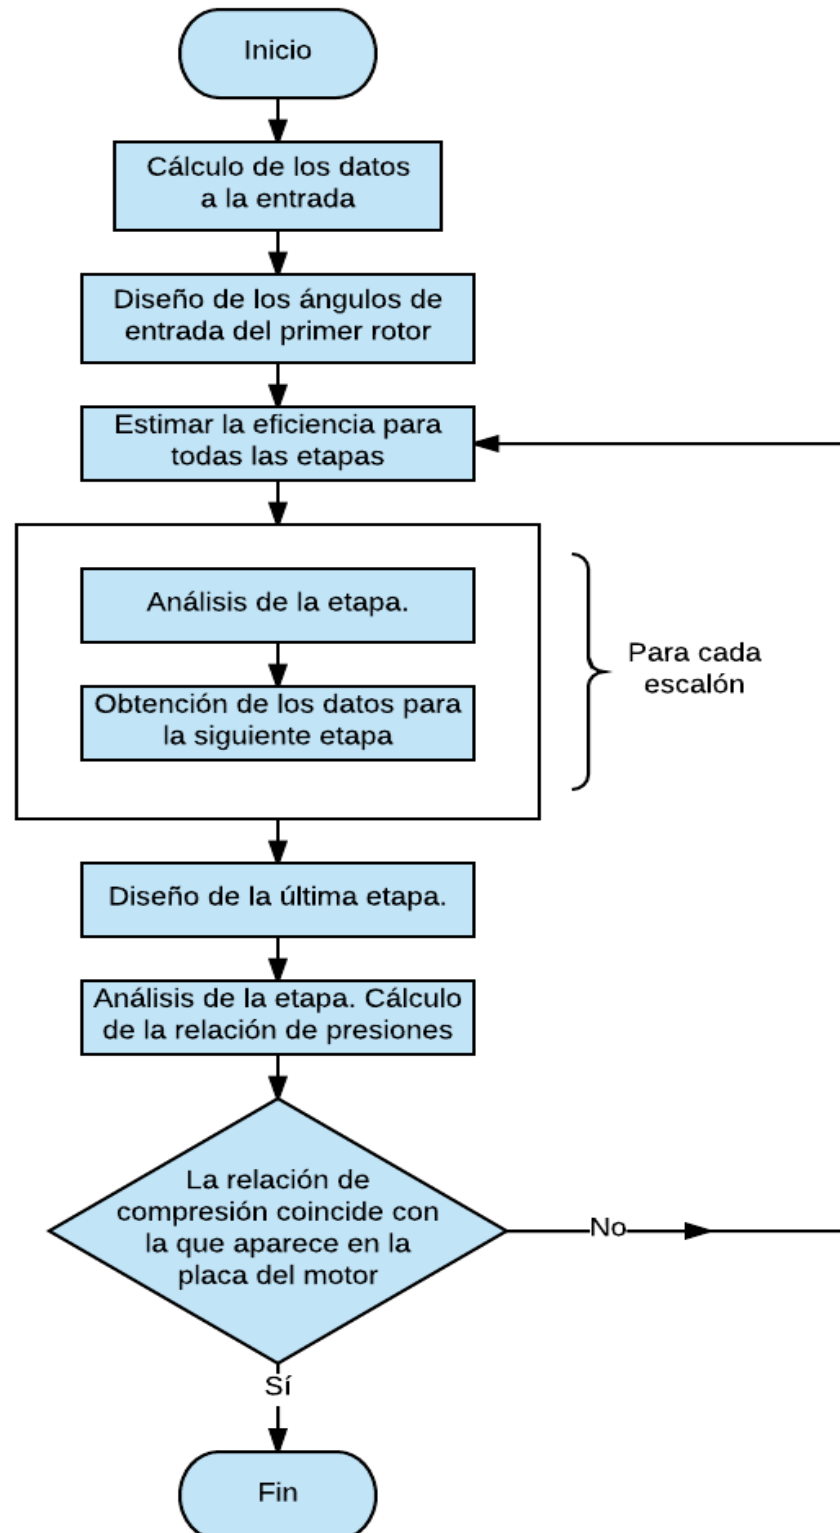 Inicio
Cálculo de los datos
a la entrada
Diseño de los ángulos de
entrada del primer rotor
Estimar la eficiencia para
todas las etapas
Análisis de la etapa.
Obtención de los datos para
la siguiente etapa
Para cada
escalón
Diseño de la última etapa.
Análisis de la etapa. Cálculo
de la relación de presiones
La relación de
compresión coincide con
la que aparece en la
placa del motor
No
Sí
Fin